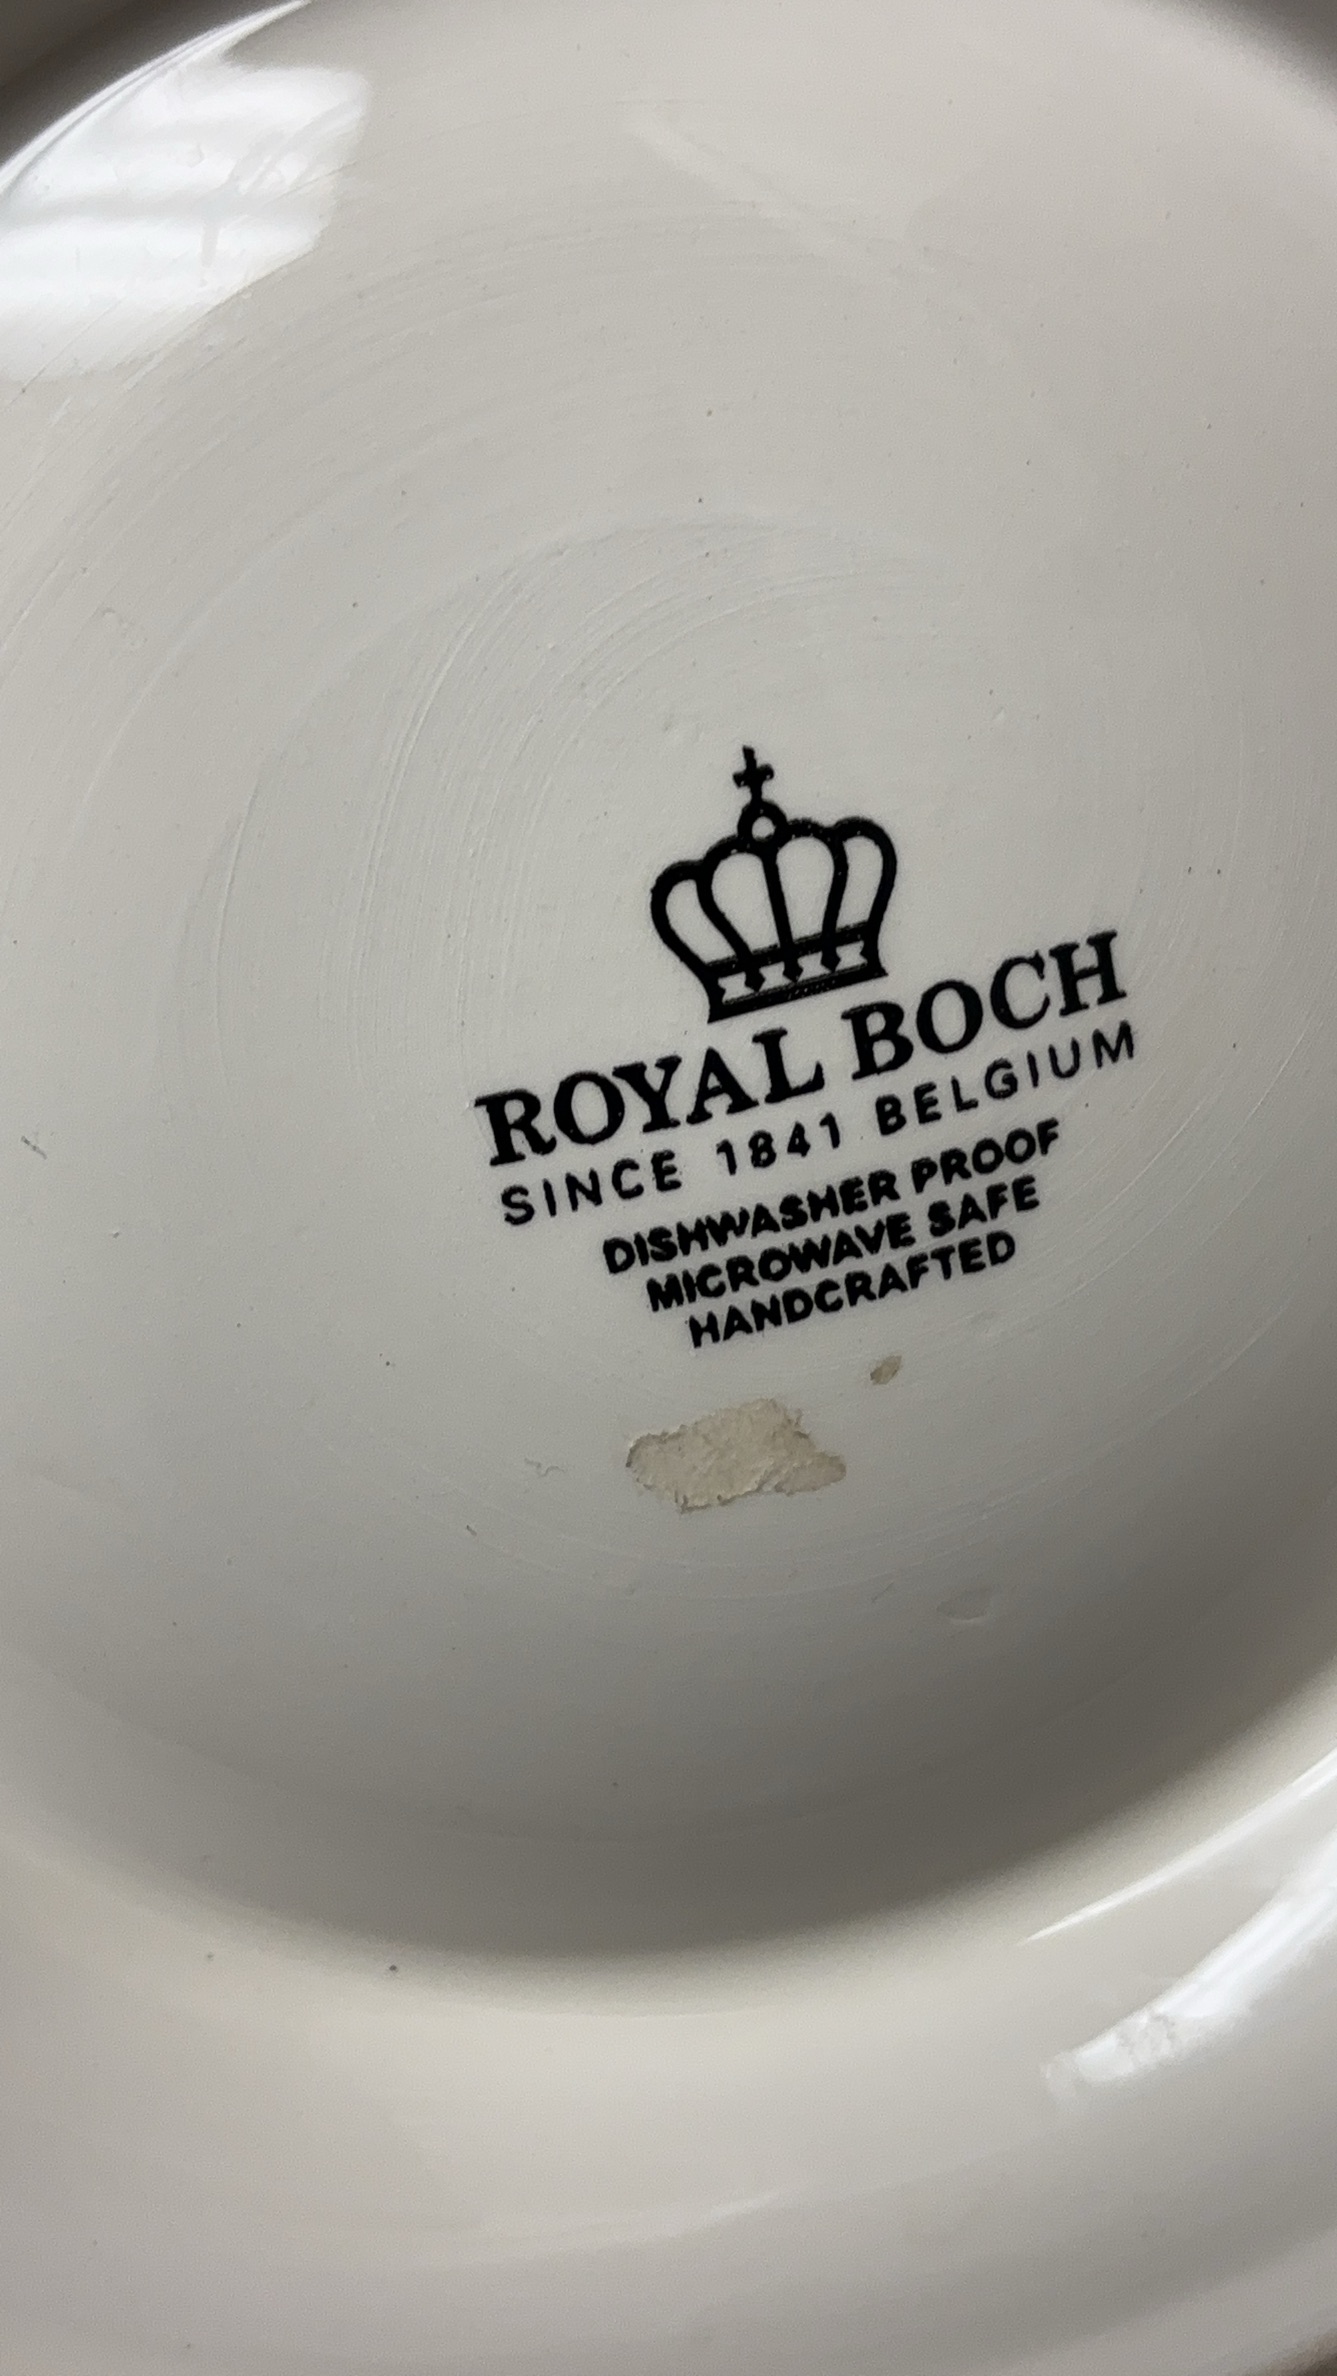 ROYAL BOCH
SINCE 1841 BELGIUM
DISHWASHER PROOF
MICROWAVE SAFE
HANDCRAFTED